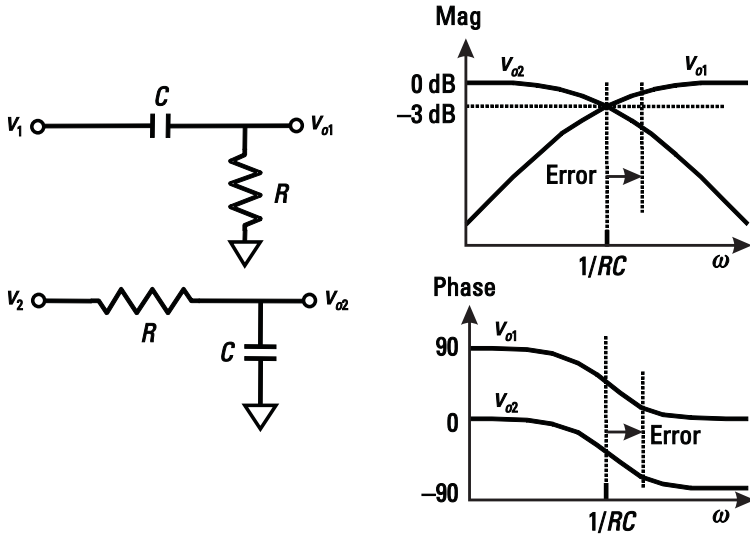 C
V1
Vo1
R
V2
Vo2
R
C
Mag
Vo2
Vo1
0 dB
–3 dB
Error
1/RC
ω
Phase
90
Vo1
0
Vo2
Error
–90
1/RC
ω